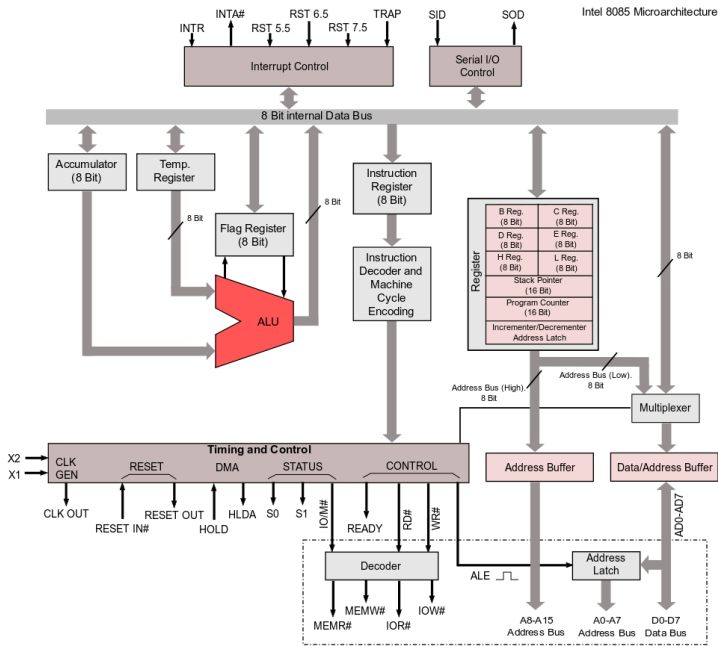 Intel 8085 Microarchitecture
INTR
INTA#
RST 5.5
RST 6.5
RST 7.5
TRAP
SID
SOD
Interrupt Control
Serial I/O
Control
8 Bit internal Data Bus
Accumulator
(8 Bit)
Temp.
Register
Flag Register
(8 Bit)
8 Bit
8 Bit
ALU
Instruction
Register
(8 Bit)
Instruction
Decoder and
Machine
Cycle
Encoding
Register
B Reg.
(8 Bit)
C Reg.
(8 Bit)
D Reg.
(8 Bit)
E Reg.
(8 Bit)
H Reg.
(8 Bit)
L Reg.
(8 Bit)
Stack Pointer
(16 Bit)
Program Counter
(16 Bit)
Incrementer/Decrementer
Address Latch
8 Bit
Address Bus (Low).
8 Bit
Address Bus (High).
8 Bit
Multiplexer
Address Buffer
Data/Address Buffer
AD0-AD7
X2
X1
Timing and Control
CLK
GEN
RESET
DMA
STATUS
CONTROL
CLK OUT
RESET IN#
RESET OUT
HOLD
HLDA
S0
S1
IO/M#
READY
RD#
WR#
Decoder
ALE
Address
Latch
MEMR#
MEMW#
IOR#
IOW#
A8-A15
Address Bus
A0-A7
Address Bus
D0-D7
Data Bus